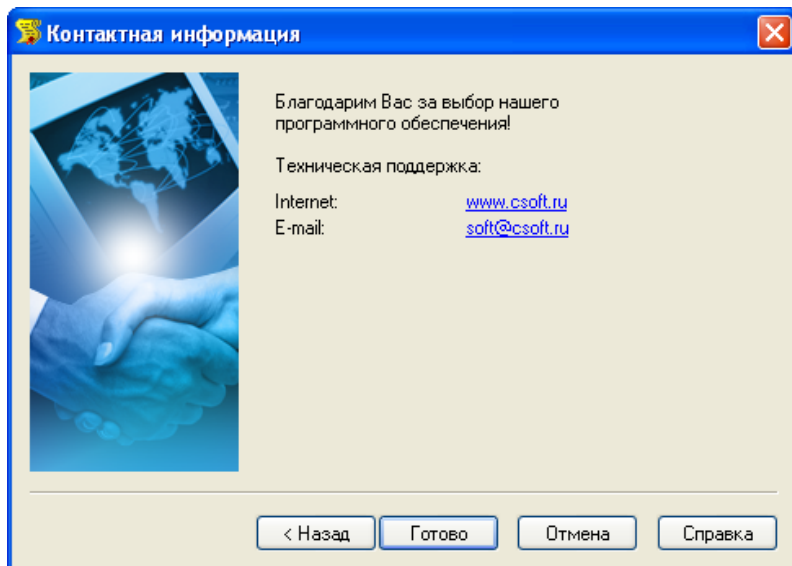 Контактная информация
Благодарим Вас за выбор нашего
программного обеспечения!
Техническая поддержка:
Internet: www.csoft.ru
E-mail: soft@csoft.ru
< Назад Готово Отмена Справка